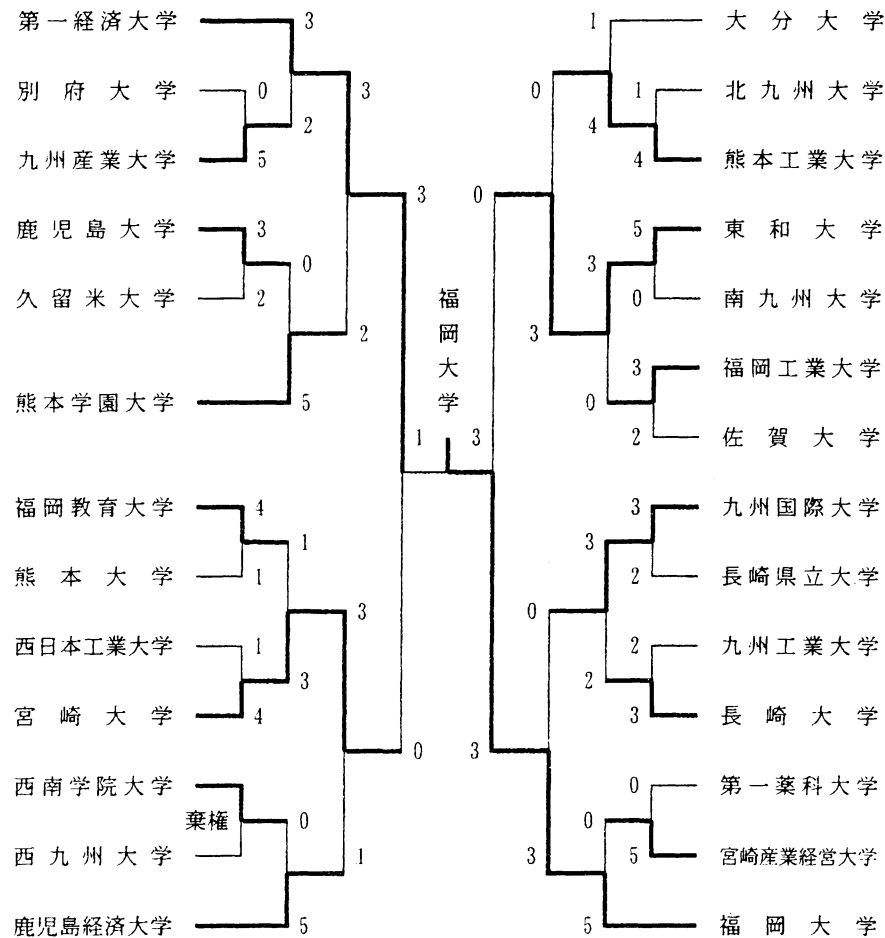 第一経済大学
3
別府大学
0
3
2
九州産業大学
5
3
鹿児島大学
3
0
久留米大学
2
2
熊本学園大学
5
1
福岡教育大学
4
1
熊本大学
1
3
西日本工業大学
1
3
宮崎大学
4
0
西南学院大学
棄権
0
西九州大学
1
鹿児島経済大学
5
福岡大学
3
1
大分大学
0
1
北九州大学
4
4
熊本工業大学
0
5
東和大学
3
0
南九州大学
3
3
福岡工業大学
0
2
佐賀大学
3
九州国際大学
3
2
長崎県立大学
0
2
九州工業大学
2
3
長崎大学
3
0
第一薬科大学
0
5
宮崎産業経営大学
3
5
福岡大学